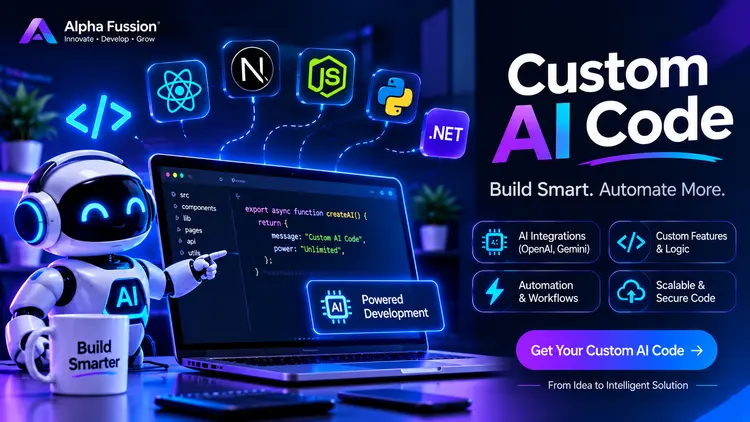 Alpha Fussion
Innovate • Develop • Grow
</>
N
JS
.NET
src
components
lib
pages
api
utils
export async function createAI() {
return {
message: "Custom AI Code",
power: "Unlimited",
};
}
AI
Powered
Development
AI
Build
Smarter
Custom
AI Code
Build Smart. Automate More.
AI
AI Integrations
(OpenAI, Gemini)
</>
Custom Features
& Logic
Automation
& Workflows
Scalable &
Secure Code
Get Your Custom AI Code →
From Idea to Intelligent Solution